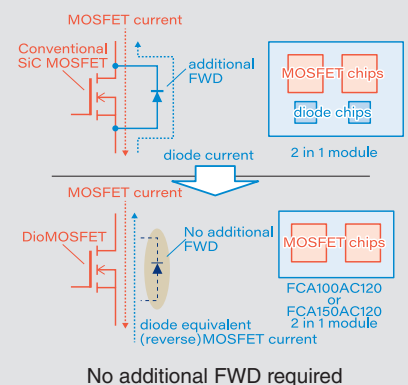 MOSFET current
Conventional
SiC MOSFET
additional
FWD
diode current
MOSFET chips
diode chips
2 in 1 module
MOSFET current
DioMOSFET
No additional
FWD
diode equivalent
(reverse)MOSFET current
MOSFET chips
FCA100AC120
or
FCA150AC120
2 in 1 module
No additional FWD required